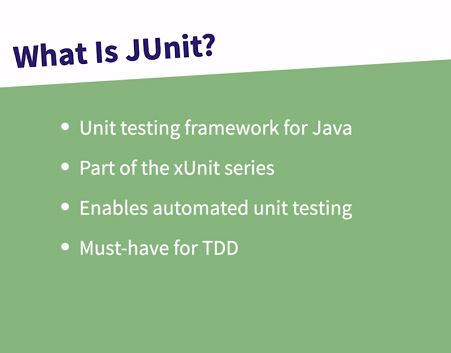 What Is JUnit?
• Unit testing framework for Java
• Part of the xUnit series
• Enables automated unit testing
• Must-have for TDD